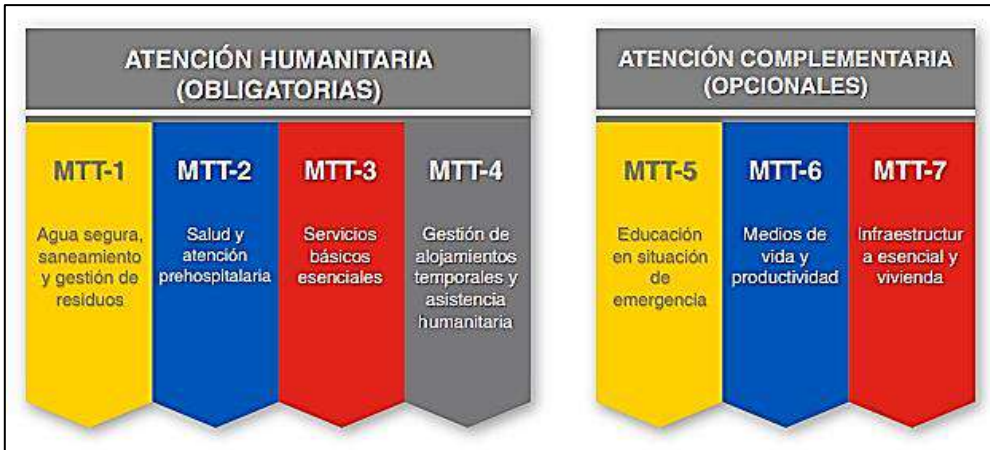 ATENCIÓN HUMANITARIA
(OBLIGATORIAS)
MTT-1
Agua segura,
saneamiento
y gestión de
residuos
MTT-2
Salud y
atención
prehospitalaria
MTT-3
Servicios
básicos
esenciales
MTT-4
Gestión de
alojamientos
temporales y
asistencia
humanitaria
ATENCIÓN COMPLEMENTARIA
(OPCIONALES)
MTT-5
Educación
en situación
de
emergencia
MTT-6
Medios de
vida y
productividad
MTT-7
Infraestructur
a esencial y
vivienda